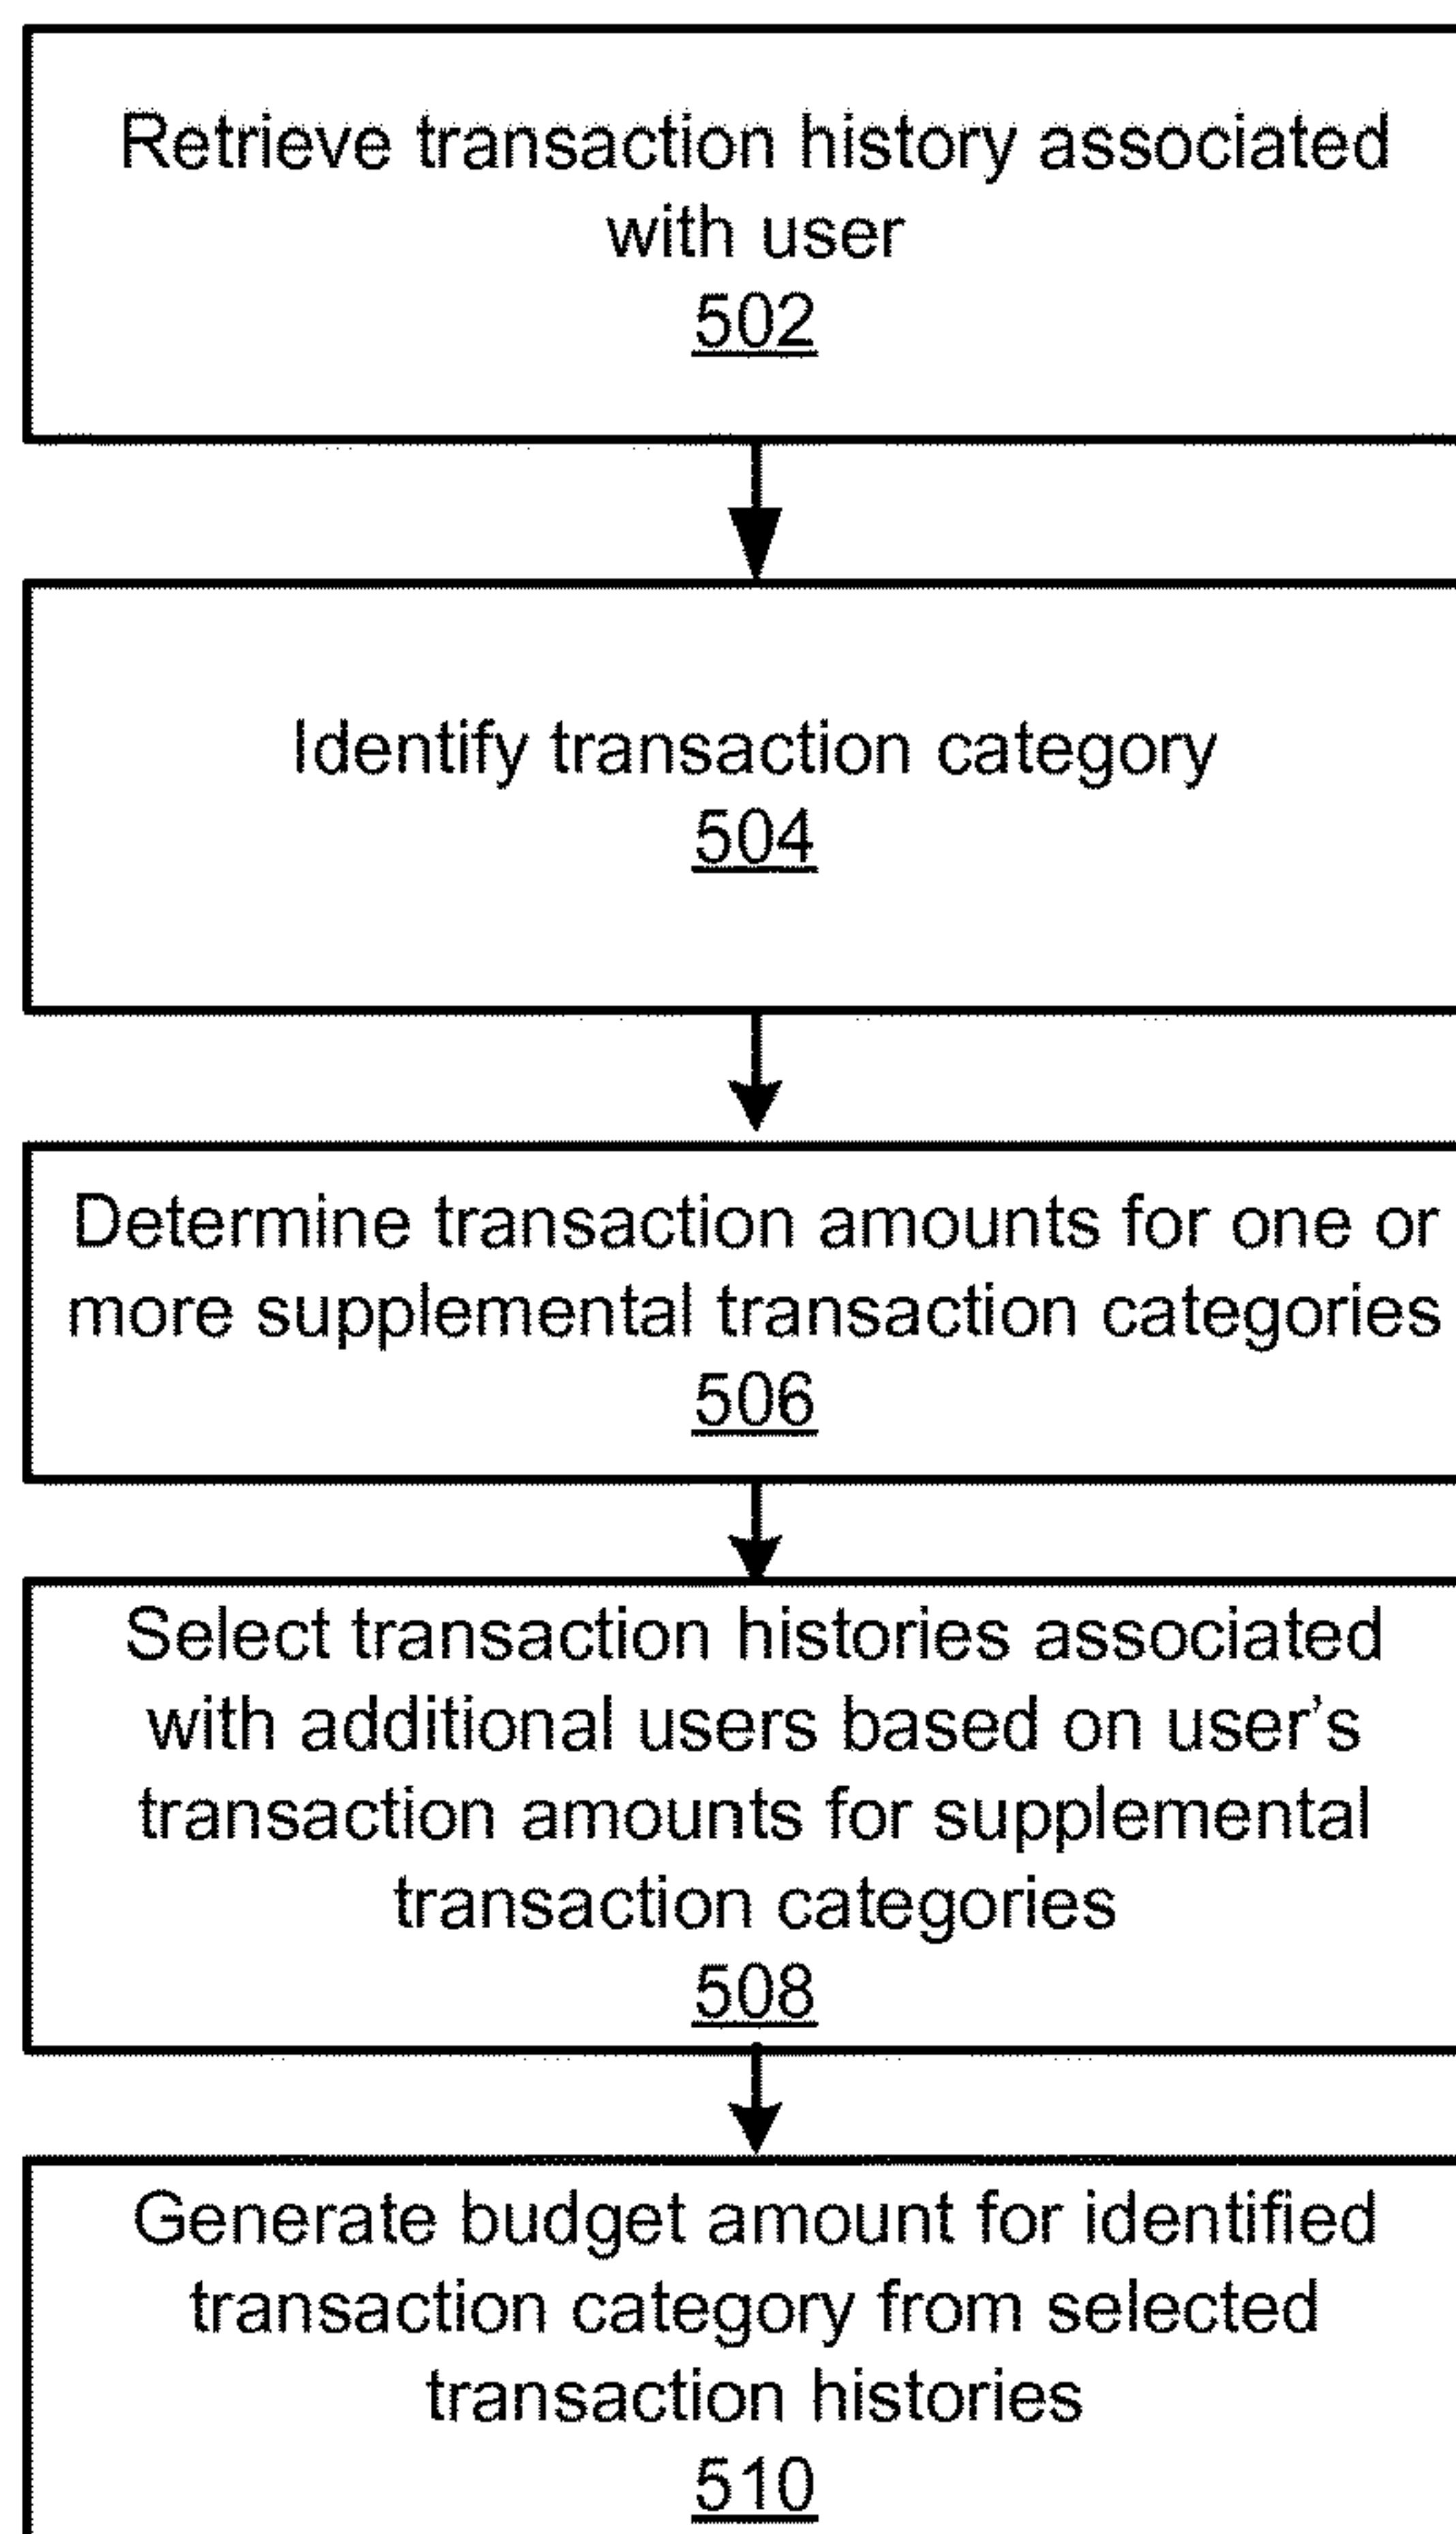 Retrieve transaction history associated
with user
502
Identify transaction category
504
Determine transaction amounts for one or
more supplemental transaction categories
506
Select transaction histories associated
with additional users based on user's
transaction amounts for supplemental
transaction categories
508
Generate budget amount for identified
transaction category from selected
transaction histories
510